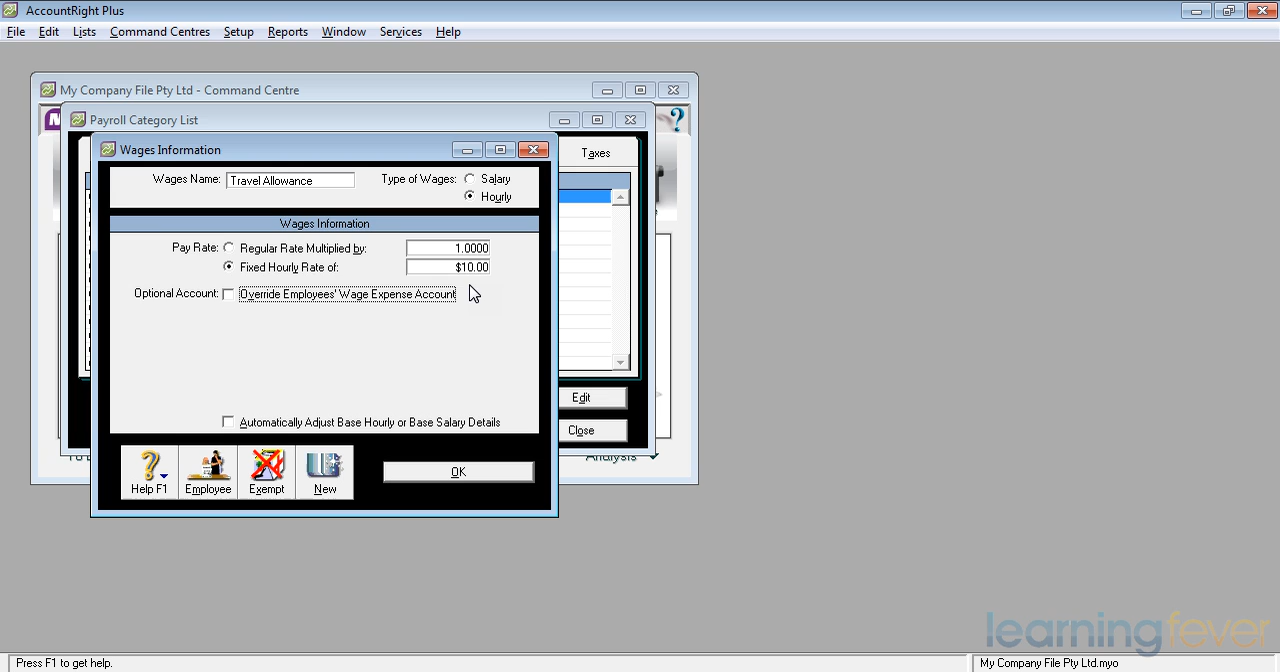 AccountRight Plus
File Edit Lists Command Centres Setup Reports Window Services Help
My Company File Pty Ltd - Command Centre
Payroll Category List
Wages Information
Taxes
Wages Name: Travel Allowance Type of Wages: Salary
Hourly
Wages Information
Pay Rate: Regular Rate Multiplied by: 1.0000
Fixed Hourly Rate of: $10.00
Optional Account: Override Employees' Wage Expense Account
Edit
Automatically Adjust Base Hourly or Base Salary Details
Close
Analysis
OK
Help F1 Employee Exempt New
learningfever
Press F1 to get help. My Company File Pty Ltd.myo